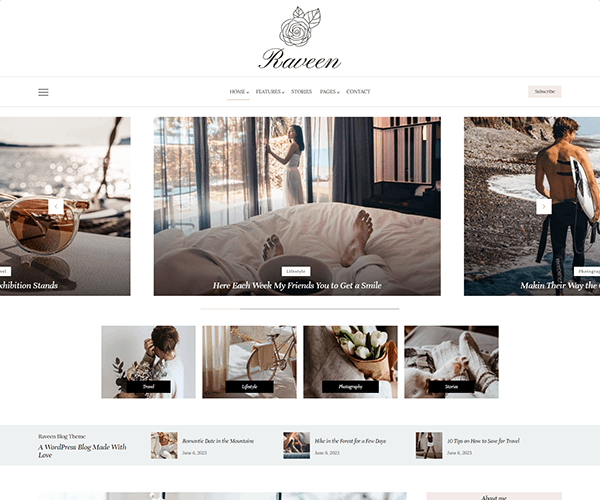 Raveen
HOME FEATURES STORIES PAGES CONTACT
Subscribe
vel
Lifestyle
Photograp
hibition Stands
Here Each Week My Friends You to Get a Smile
Makin Their Way the
Travel
Lifestyle
Photography
Stories
Raveen Blog Theme
A WordPress Blog Made With
Love
Romantic Date in the Mountains
June 6, 2023
Hike in the Forest for a Few Days
June 6, 2023
10 Tips on How to Save for Travel
June 6, 2023
About me